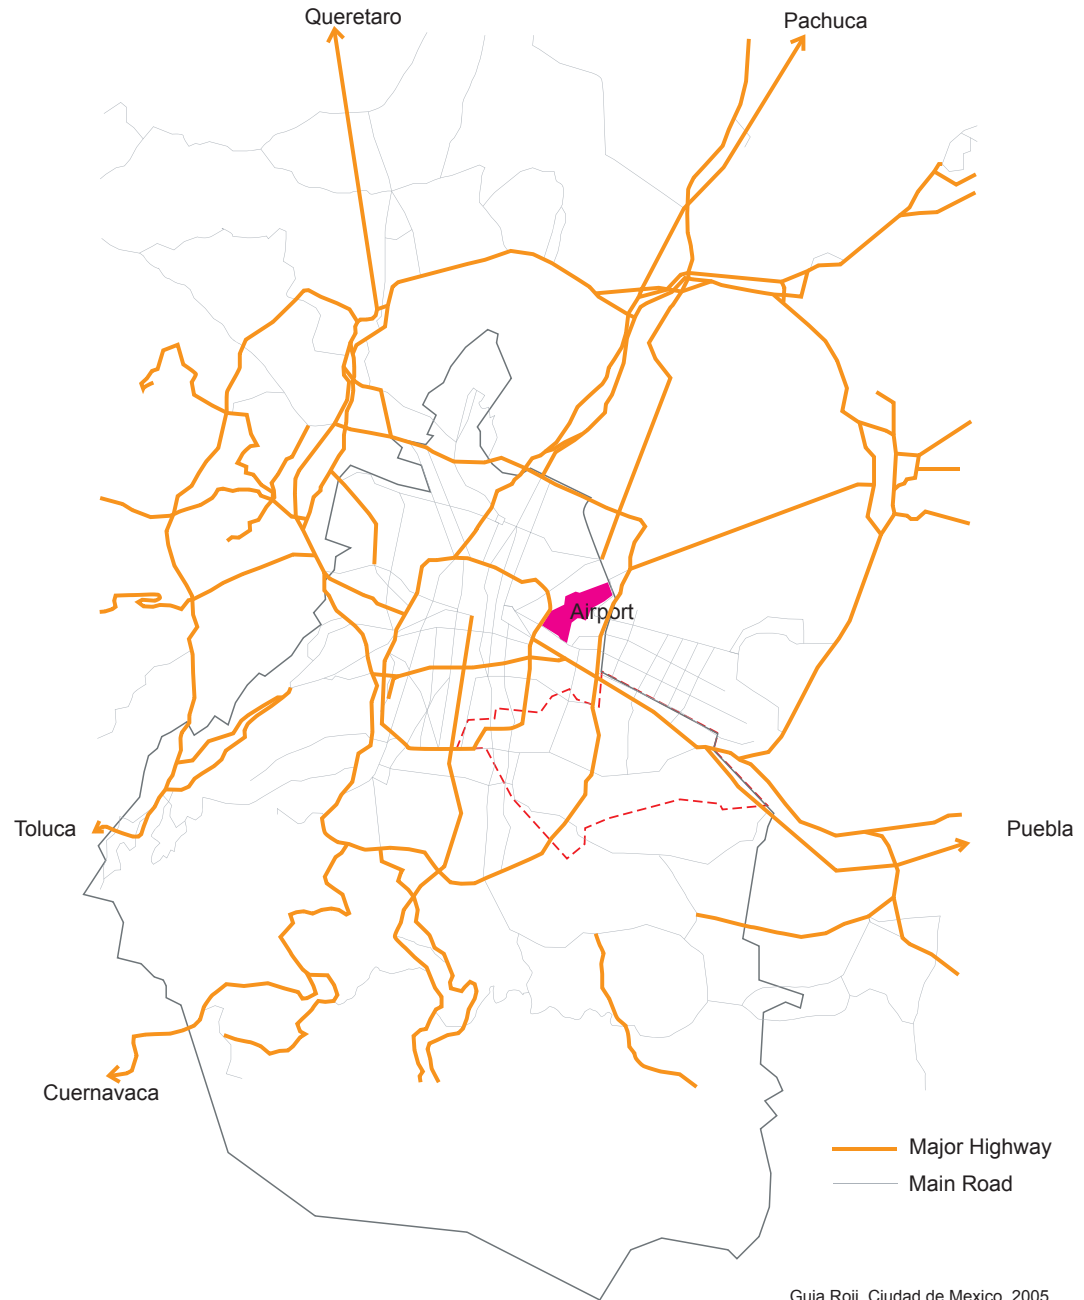 Queretaro
Pachuca
Airport
Toluca
Puebla
Cuernavaca
Major Highway
Main Road
Guia Roji, Ciudad de Mexico, 2005